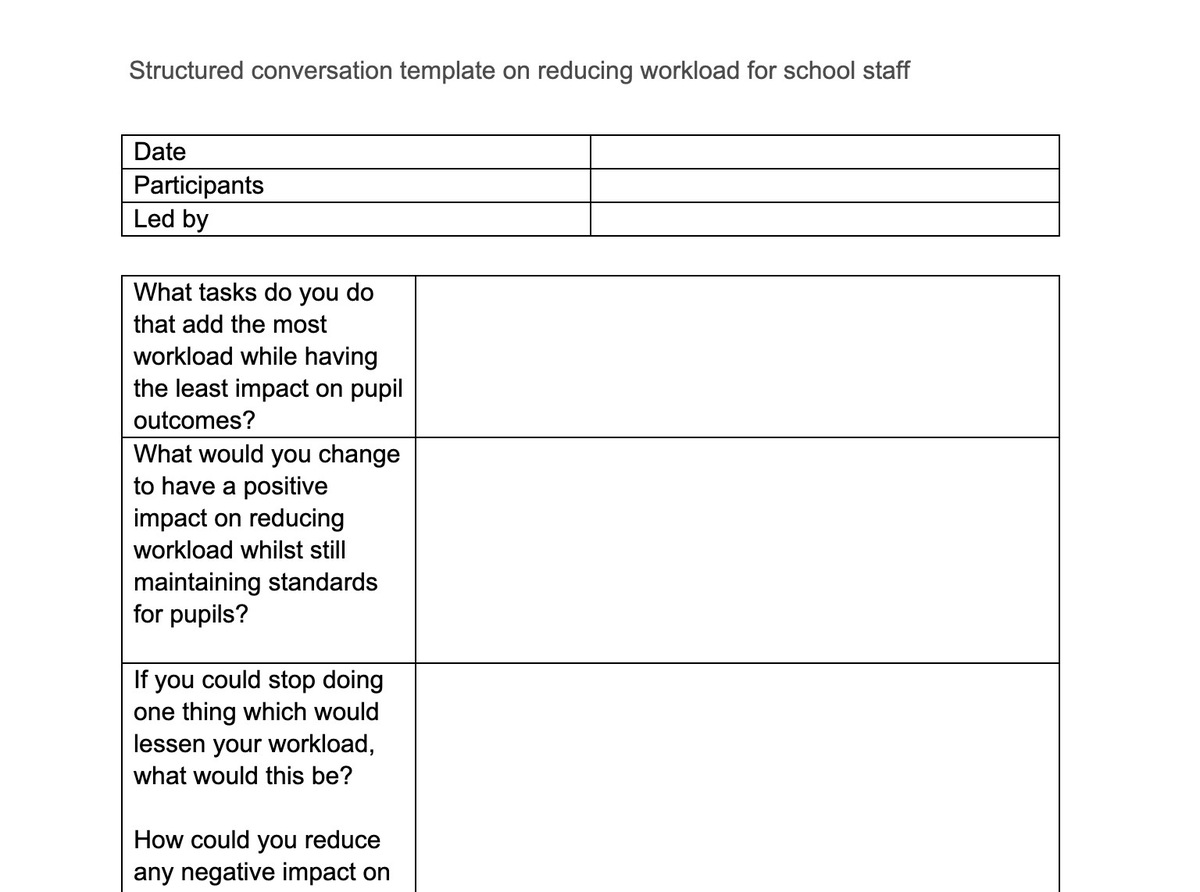 Structured conversation template on reducing workload for school staff
Date
Participants
Led by
What tasks do you do
that add the most
workload while having
the least impact on pupil
outcomes?
What would you change
to have a positive
impact on reducing
workload whilst still
maintaining standards
for pupils?
If you could stop doing
one thing which would
lessen your workload,
what would this be?
How could you reduce
any negative impact on